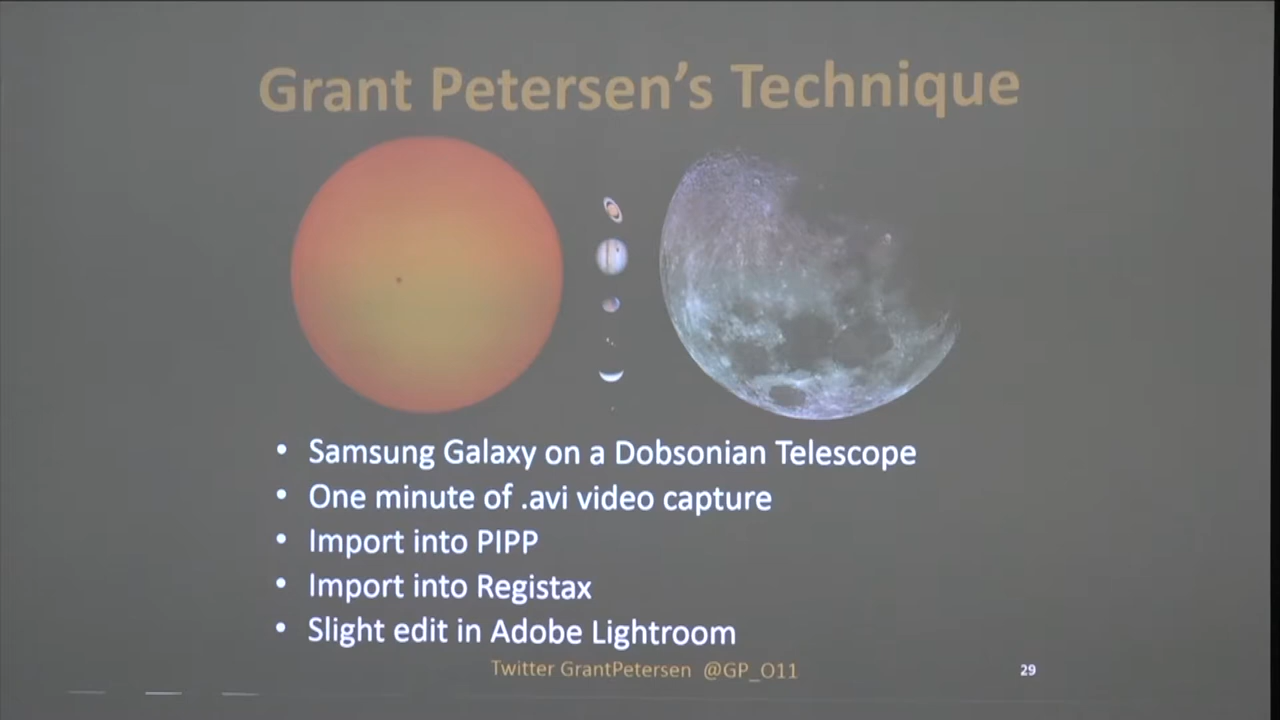 Grant Petersen's Technique
• Samsung Galaxy on a Dobsonian Telescope
• One minute of .avi video capture
• Import into PIPP
• Import into Registax
• Slight edit in Adobe Lightroom
Twitter GrantPetersen @GP_O11
29